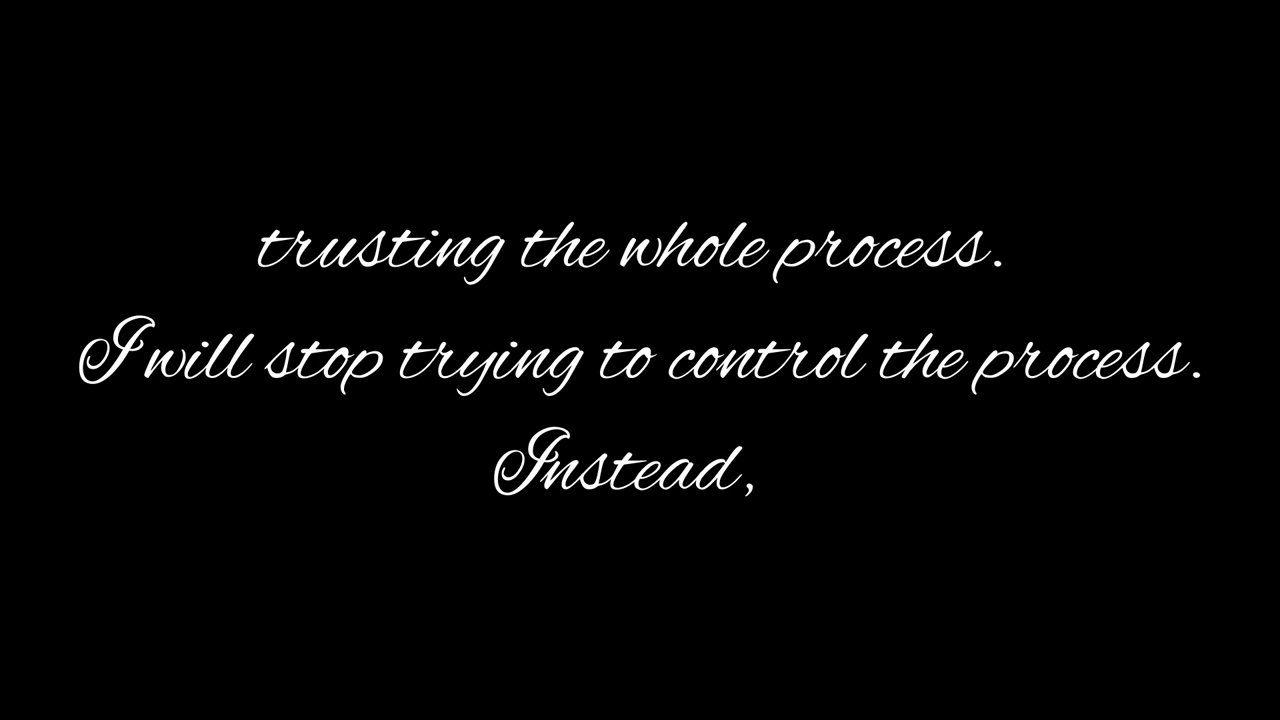 trusting the whole process.
I will stop trying to control the process.
Instead,